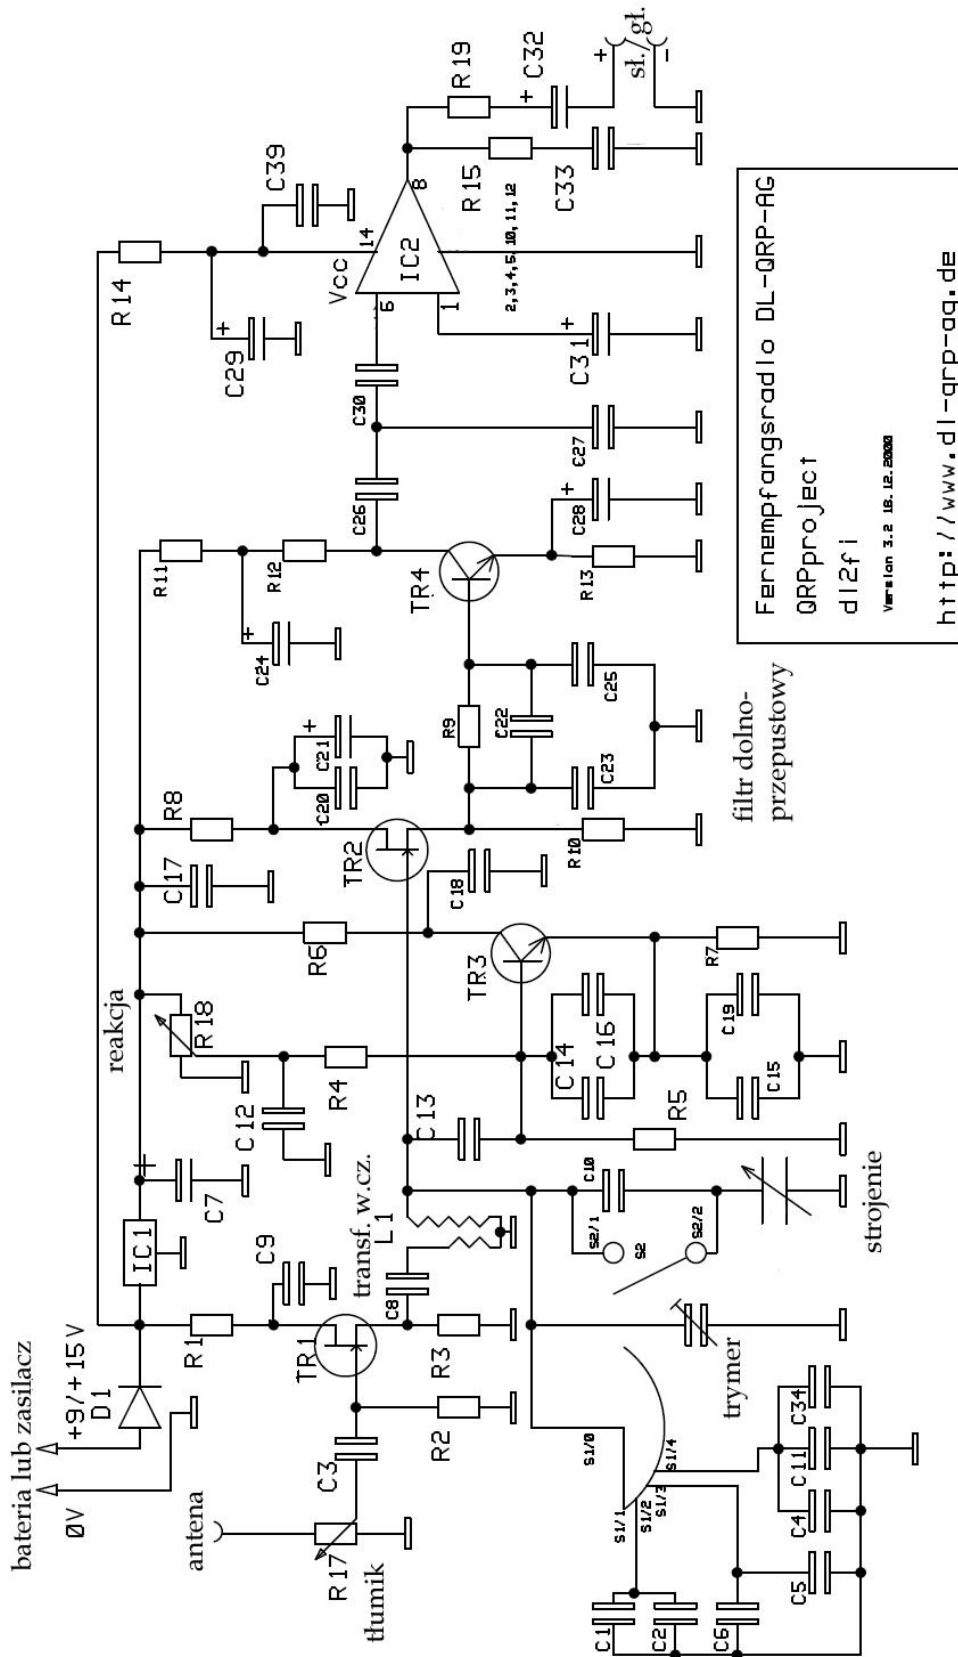 bateria lub zasilacz
0V
+9/+15V
D1
IC1
reakcja
R18
C7
C12
R4
R1
C9
TR1
antena
C3
R17
tłumik
R2
R3
C8
transf. w.cz.
L1
C13
R6
C17
R8
C20
C21
TR2
C18
TR3
C14
C16
R5
R7
C15
C19
R10
R9
C22
C23
C25
filtr dolno-
przepustowy
R11
C24
R12
TR4
R13
C28
C26
C27
C30
R14
C29
C39
Vcc
14
6
1
8
IC2
2,3,4,5,10,11,12
C31
R15
C33
R19
C32
+
sł./gł.
-
C10
S2/1
S2
S2/2
strojenie
trymer
S1/0
S1/1
S1/2
S1/3
S1/4
C1
C2
C6
C5
C4
C11
C34
Fernempfangsradio DL-QRP-AG
QRPproject
dl2fi
Version 3.2 18.12.2000
http://www.dl-qrp-ag.de